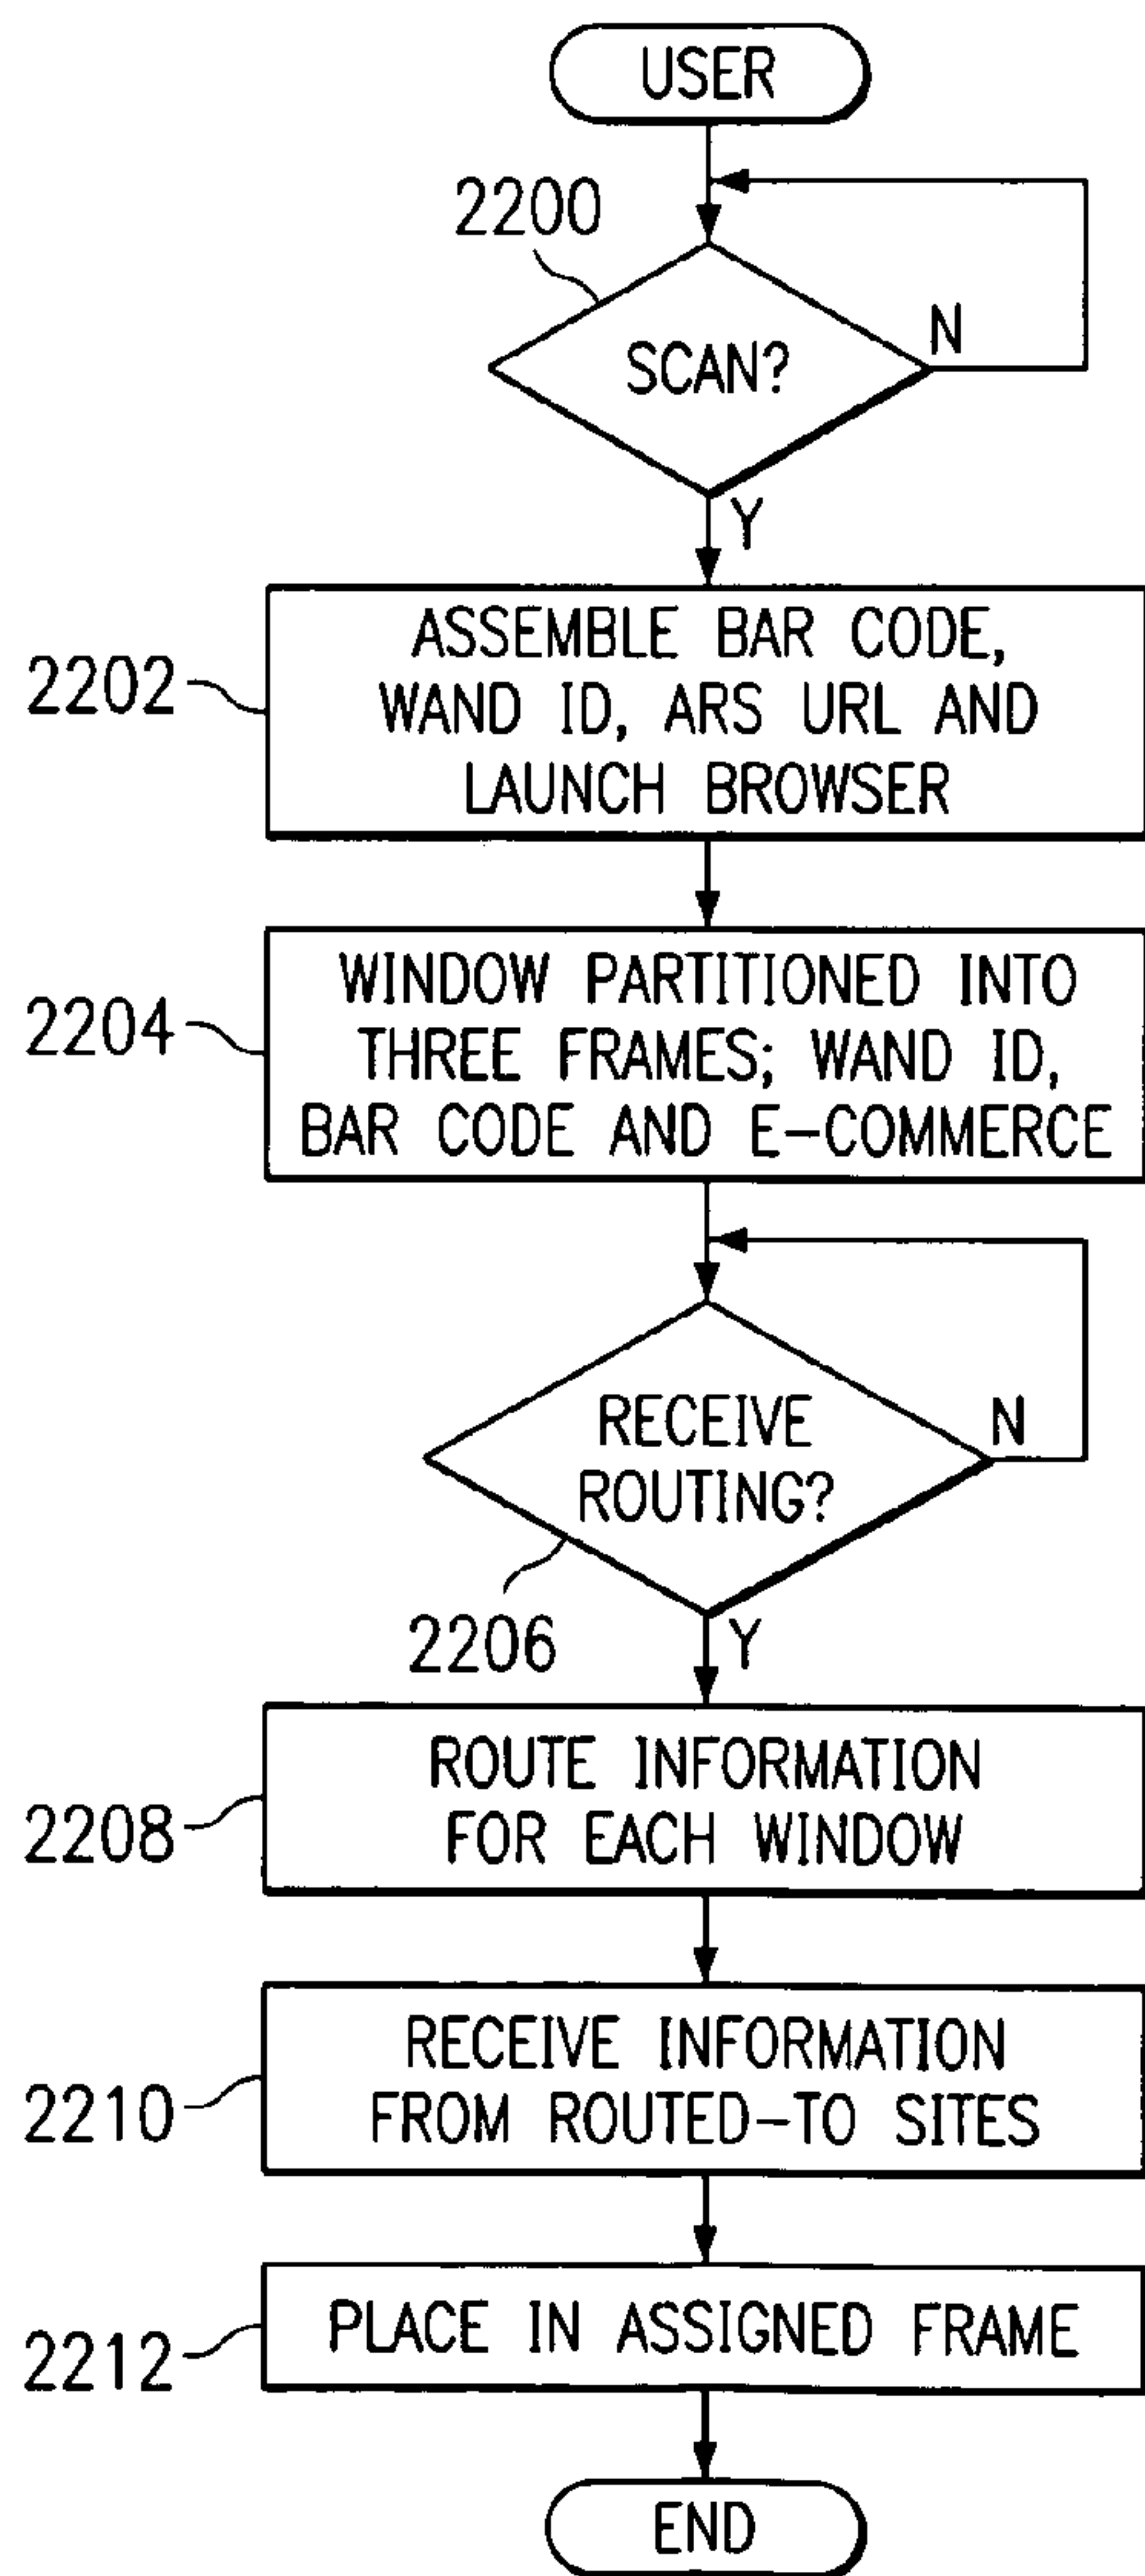 USER
2200
SCAN?
N
Y
2202
ASSEMBLE BAR CODE,
WAND ID, ARS URL AND
LAUNCH BROWSER
2204
WINDOW PARTITIONED INTO
THREE FRAMES; WAND ID,
BAR CODE AND E-COMMERCE
RECEIVE
ROUTING?
N
2206
Y
2208
ROUTE INFORMATION
FOR EACH WINDOW
2210
RECEIVE INFORMATION
FROM ROUTED-TO SITES
2212
PLACE IN ASSIGNED FRAME
END